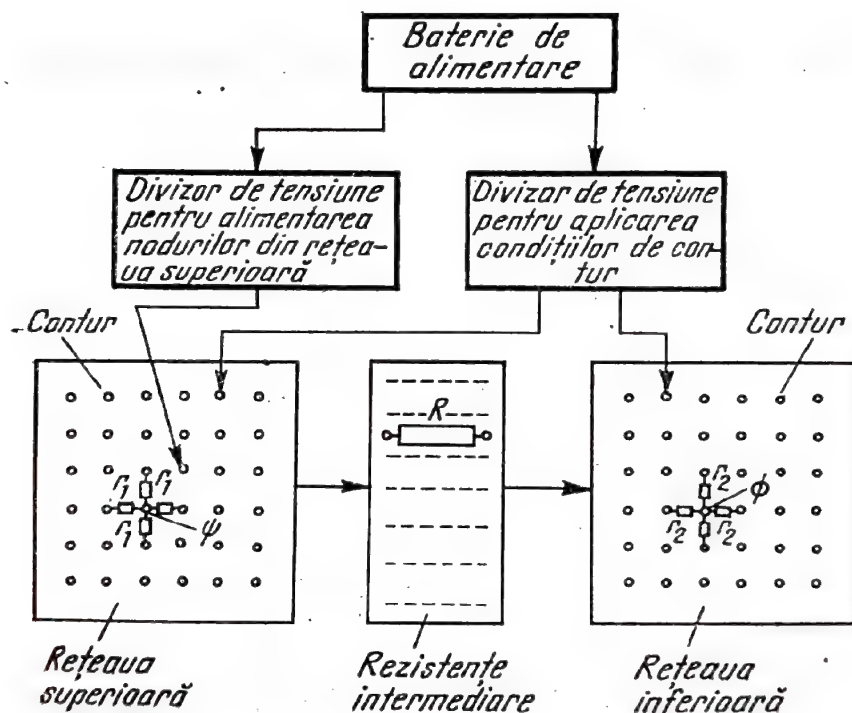 Baterie de
alimentare
Divizor de tensiune
pentru alimentarea
nodurilor din rețea-
ua superioară
Divizor de tensiune
pentru aplicarea
condițiilor de con-
tur
Contur
Contur
R
r₁ r₁
r₁
ψ
r₂
ϕ
r₂ r₂
Rețeaua
superioară
Rezistențe
intermediare
Rețeaua
inferioară